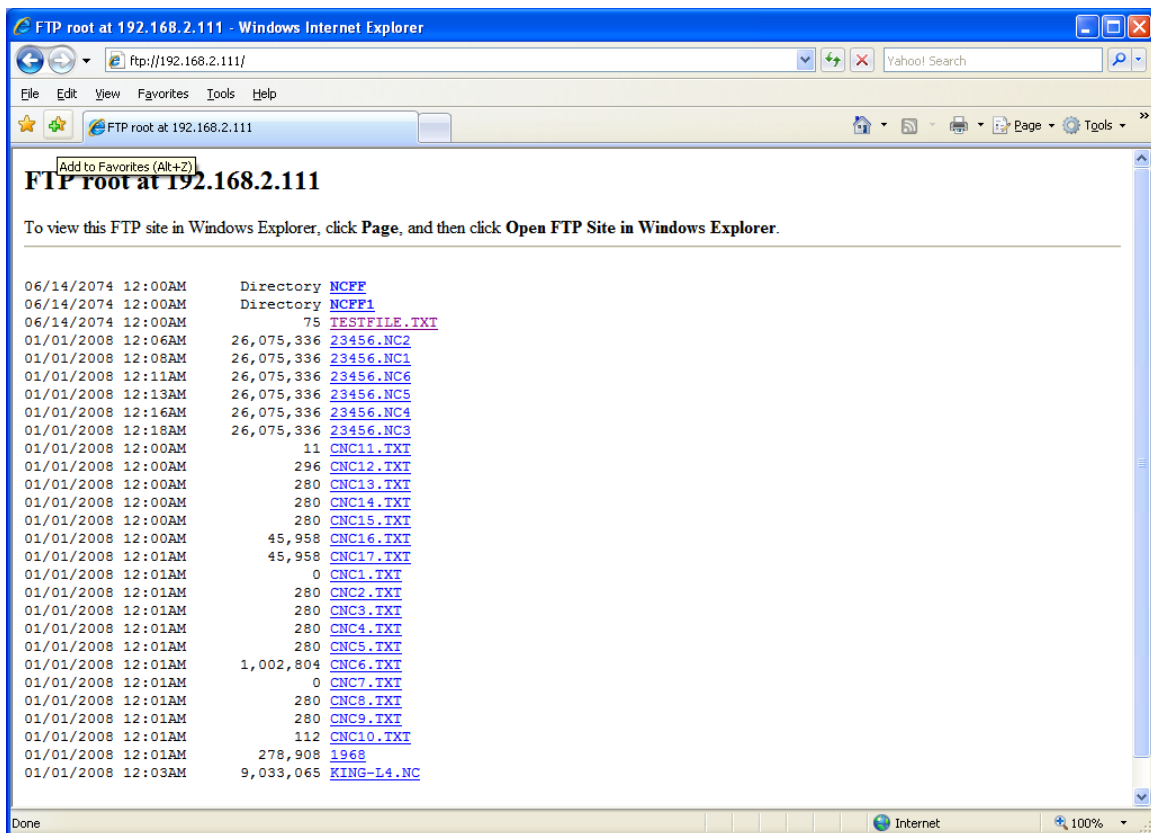 FTP root at 192.168.2.111 - Windows Internet Explorer
ftp://192.168.2.111/ Yahoo! Search
File Edit View Favorites Tools Help
FTP root at 192.168.2.111 Page Tools »
Add to Favorites (Alt+Z)
FTP root at 192.168.2.111
To view this FTP site in Windows Explorer, click Page, and then click Open FTP Site in Windows Explorer.
06/14/2074 12:00AM Directory NCFF
06/14/2074 12:00AM Directory NCFF1
06/14/2074 12:00AM 75 TESTFILE.TXT
01/01/2008 12:06AM 26,075,336 23456.NC2
01/01/2008 12:08AM 26,075,336 23456.NC1
01/01/2008 12:11AM 26,075,336 23456.NC6
01/01/2008 12:13AM 26,075,336 23456.NC5
01/01/2008 12:16AM 26,075,336 23456.NC4
01/01/2008 12:18AM 26,075,336 23456.NC3
01/01/2008 12:00AM 11 CNC11.TXT
01/01/2008 12:00AM 296 CNC12.TXT
01/01/2008 12:00AM 280 CNC13.TXT
01/01/2008 12:00AM 280 CNC14.TXT
01/01/2008 12:00AM 280 CNC15.TXT
01/01/2008 12:00AM 45,958 CNC16.TXT
01/01/2008 12:01AM 45,958 CNC17.TXT
01/01/2008 12:01AM 0 CNC1.TXT
01/01/2008 12:01AM 280 CNC2.TXT
01/01/2008 12:01AM 280 CNC3.TXT
01/01/2008 12:01AM 280 CNC4.TXT
01/01/2008 12:01AM 280 CNC5.TXT
01/01/2008 12:01AM 1,002,804 CNC6.TXT
01/01/2008 12:01AM 0 CNC7.TXT
01/01/2008 12:01AM 280 CNC8.TXT
01/01/2008 12:01AM 280 CNC9.TXT
01/01/2008 12:01AM 112 CNC10.TXT
01/01/2008 12:01AM 278,908 1968
01/01/2008 12:03AM 9,033,065 KING-L4.NC
Done Internet 100%